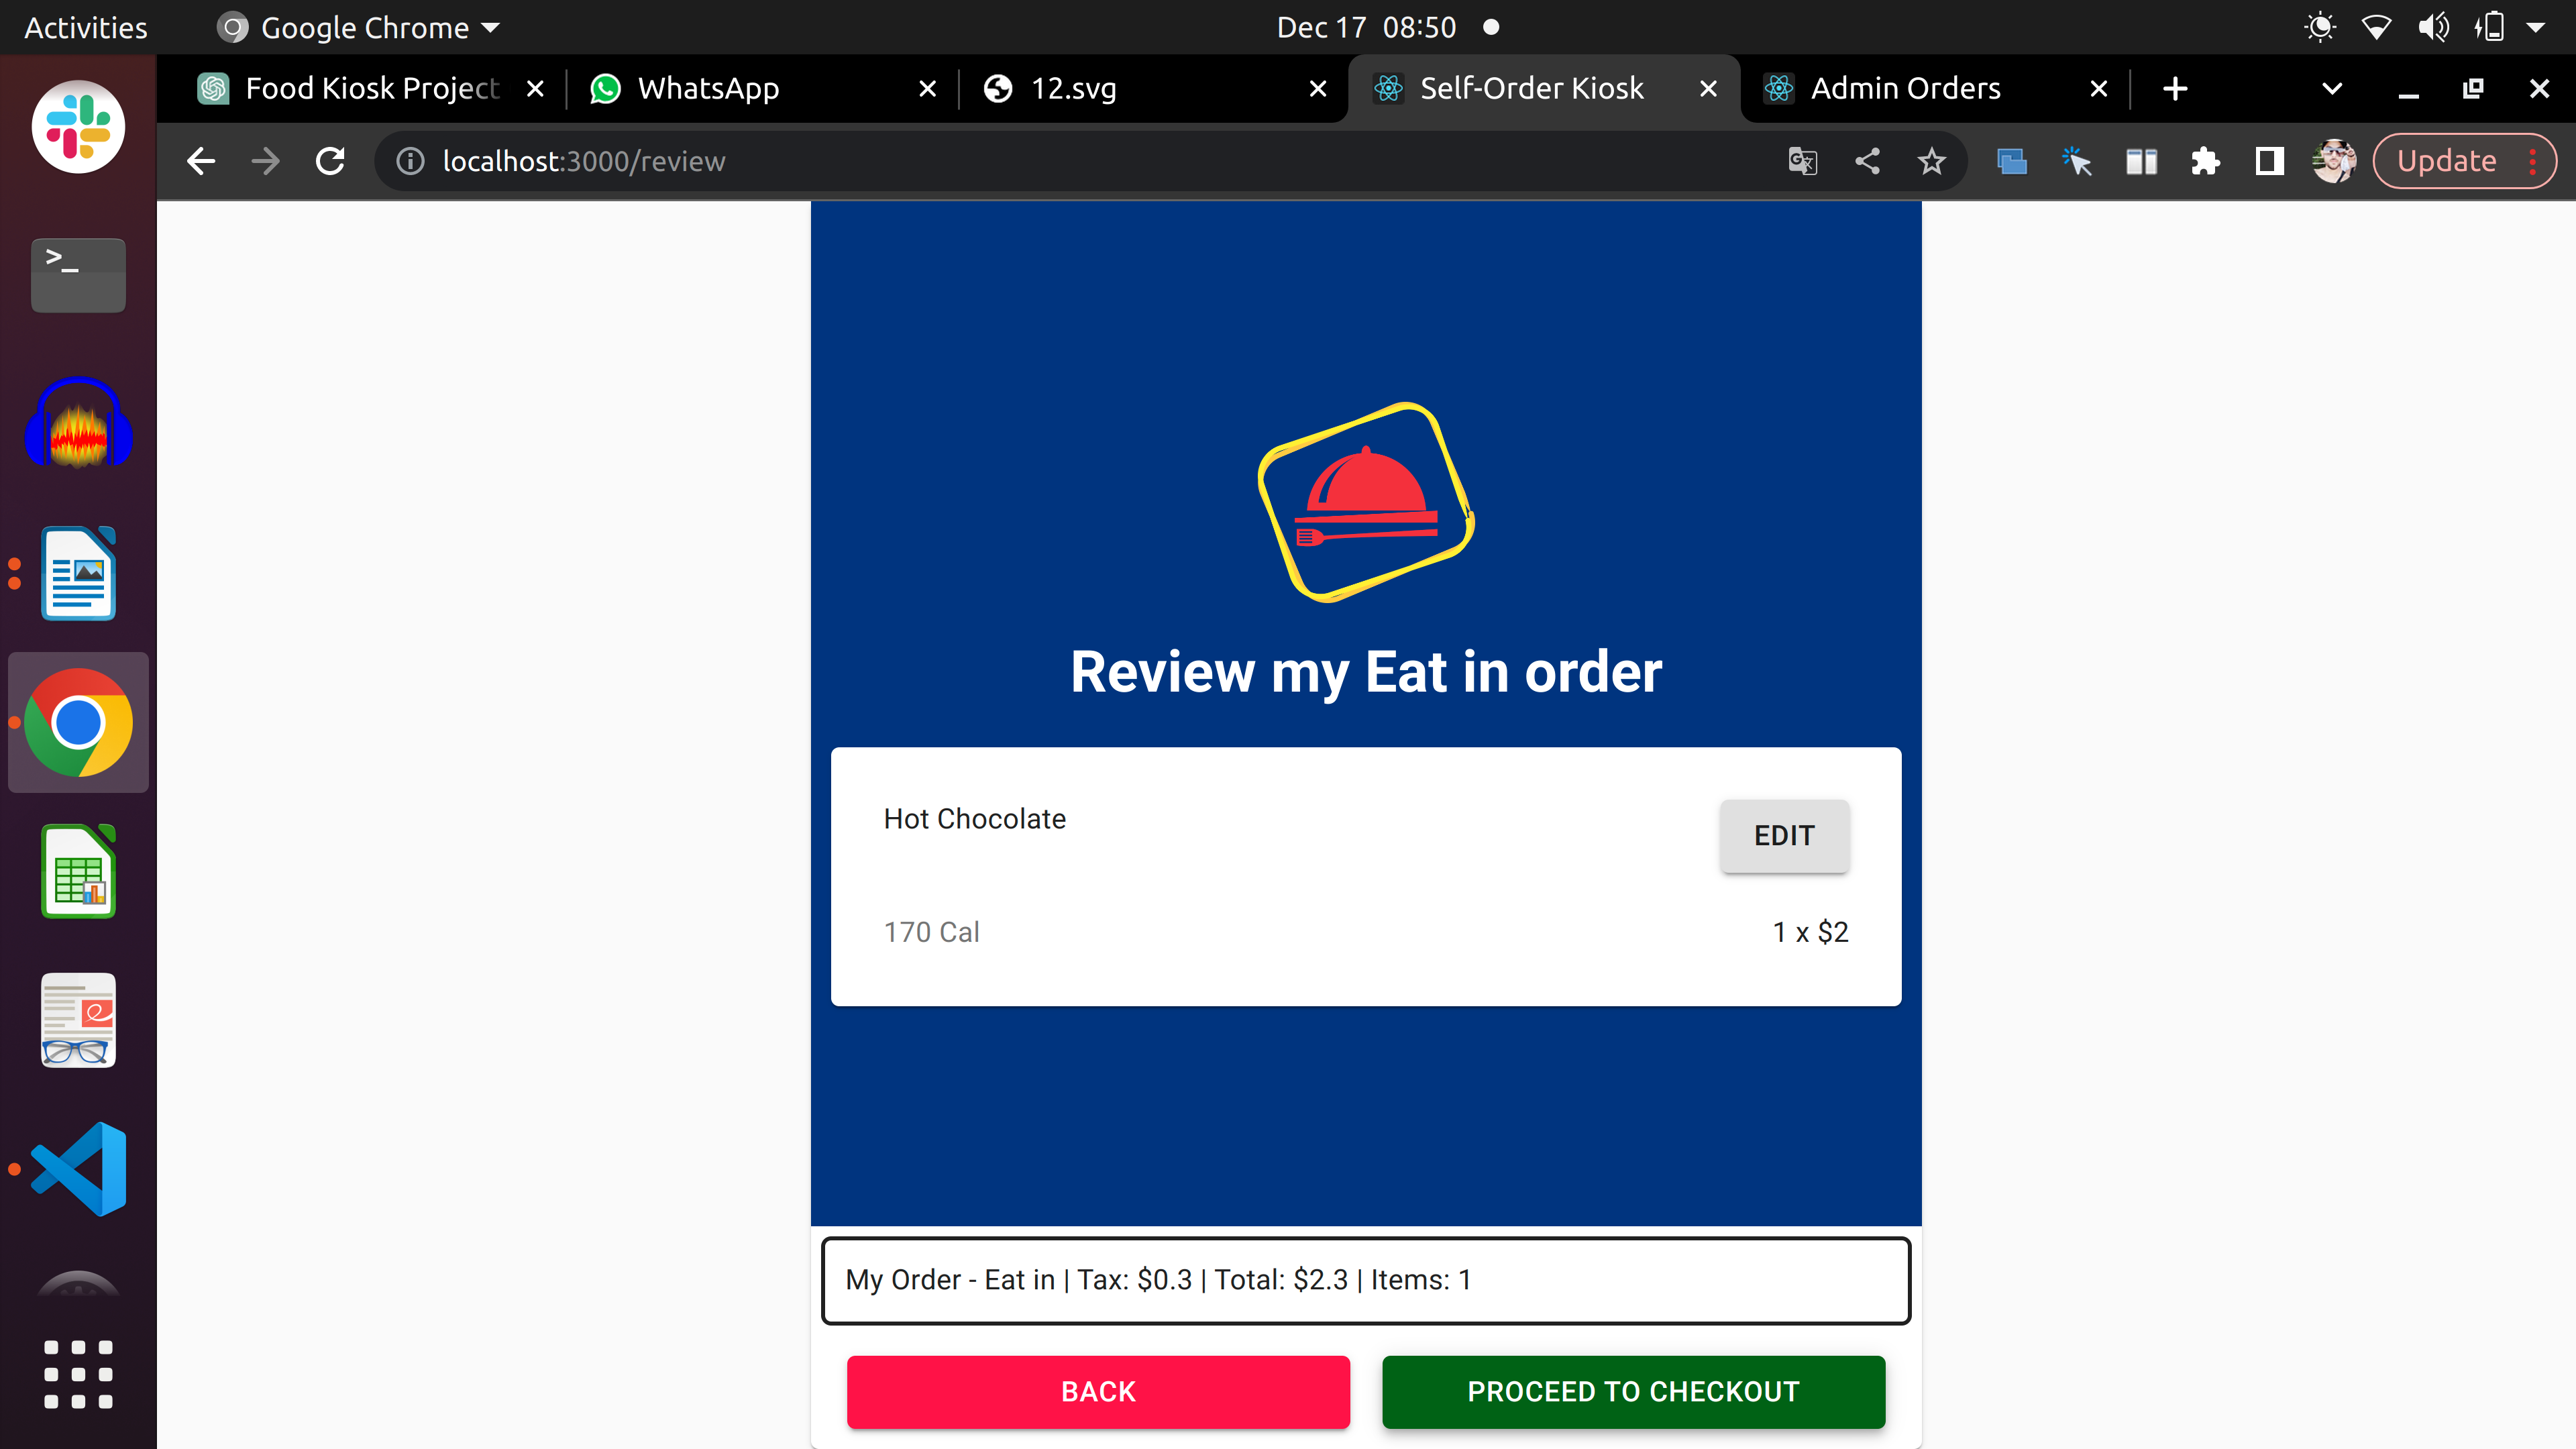 Activities
Google Chrome
Dec 17 08:50
Food Kiosk Project
WhatsApp
12.svg
Self-Order Kiosk
Admin Orders
localhost:3000/review
Update
>_
Review my Eat in order
Hot Chocolate
EDIT
170 Cal
1 x $2
My Order - Eat in | Tax: $0.3 | Total: $2.3 | Items: 1
BACK
PROCEED TO CHECKOUT